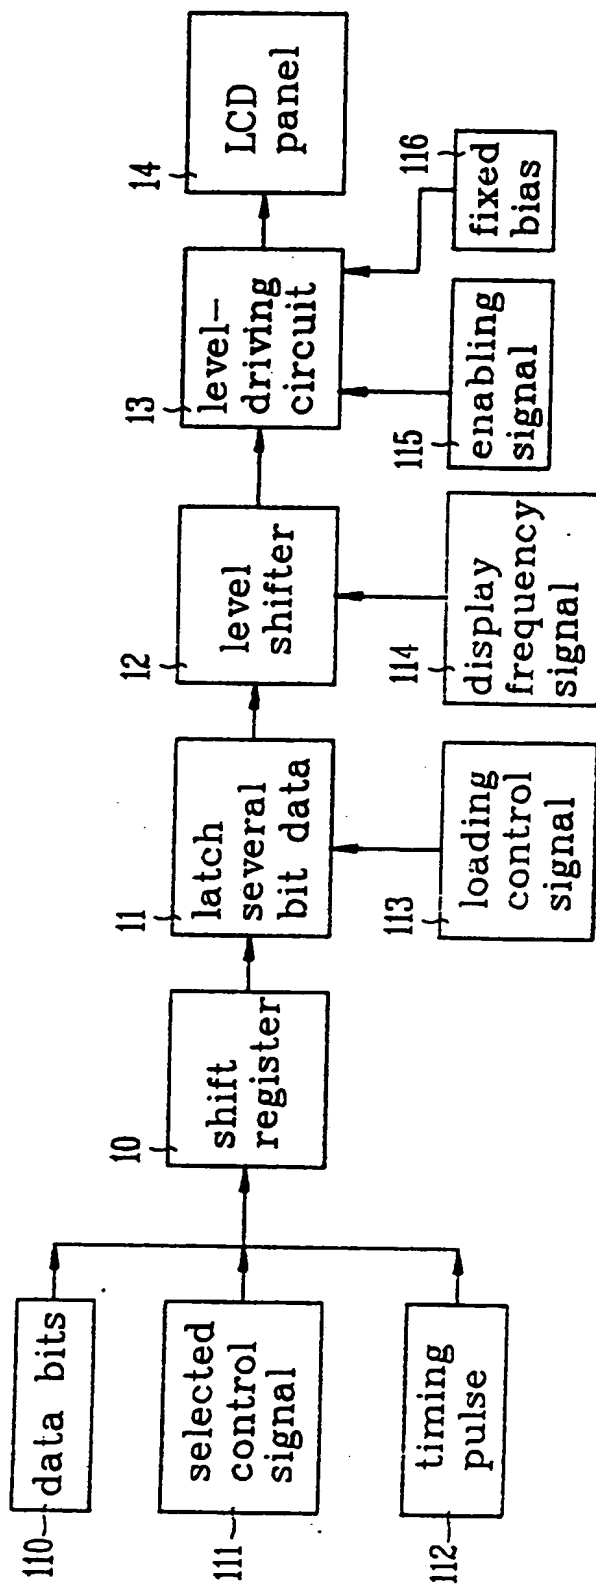 110
data bits
111
selected
control
signal
112
timing
pulse
10
shift
register
11
latch
several
bit data
113
loading
control
signal
12
level
shifter
114
display
frequency
signal
13
level-
driving
circuit
115
enabling
signal
116
fixed
bias
14
LCD
panel